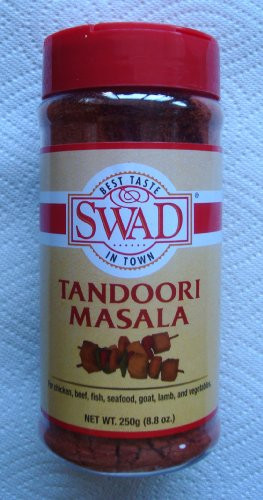 BEST TASTE
SWAD®
IN TOWN
TANDOORI
MASALA
For chicken, beef, fish, seafood, goat, lamb, and vegetables.
NET WT. 250g (8.8 oz.)